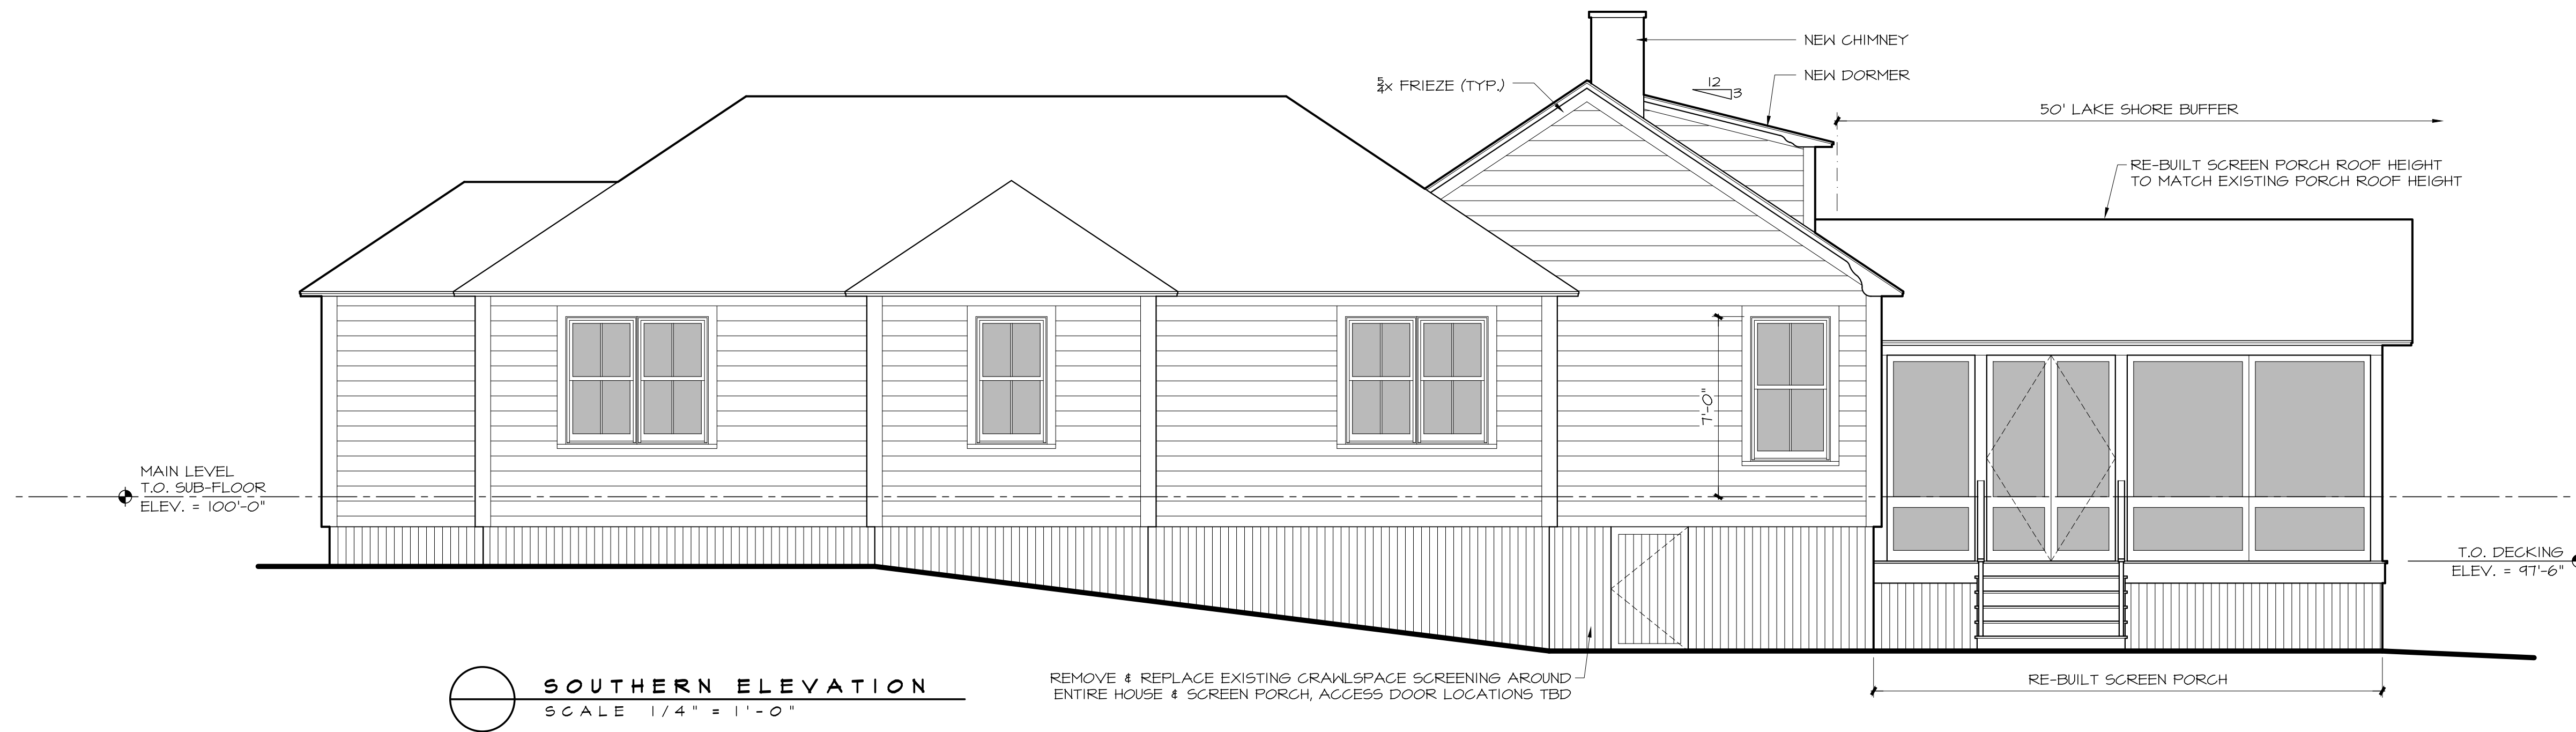 NEW CHIMNEY
NEW DORMER
5/4x FRIEZE (TYP.)
12
3
50' LAKE SHORE BUFFER
RE-BUILT SCREEN PORCH ROOF HEIGHT
TO MATCH EXISTING PORCH ROOF HEIGHT
7'-0"
MAIN LEVEL
T.O. SUB-FLOOR
ELEV. = 100'-0"
T.O. DECKING
ELEV. = 97'-6"
REMOVE & REPLACE EXISTING CRAWLSPACE SCREENING AROUND
ENTIRE HOUSE & SCREEN PORCH, ACCESS DOOR LOCATIONS TBD
RE-BUILT SCREEN PORCH
SOUTHERN ELEVATION
SCALE 1/4" = 1'-0"